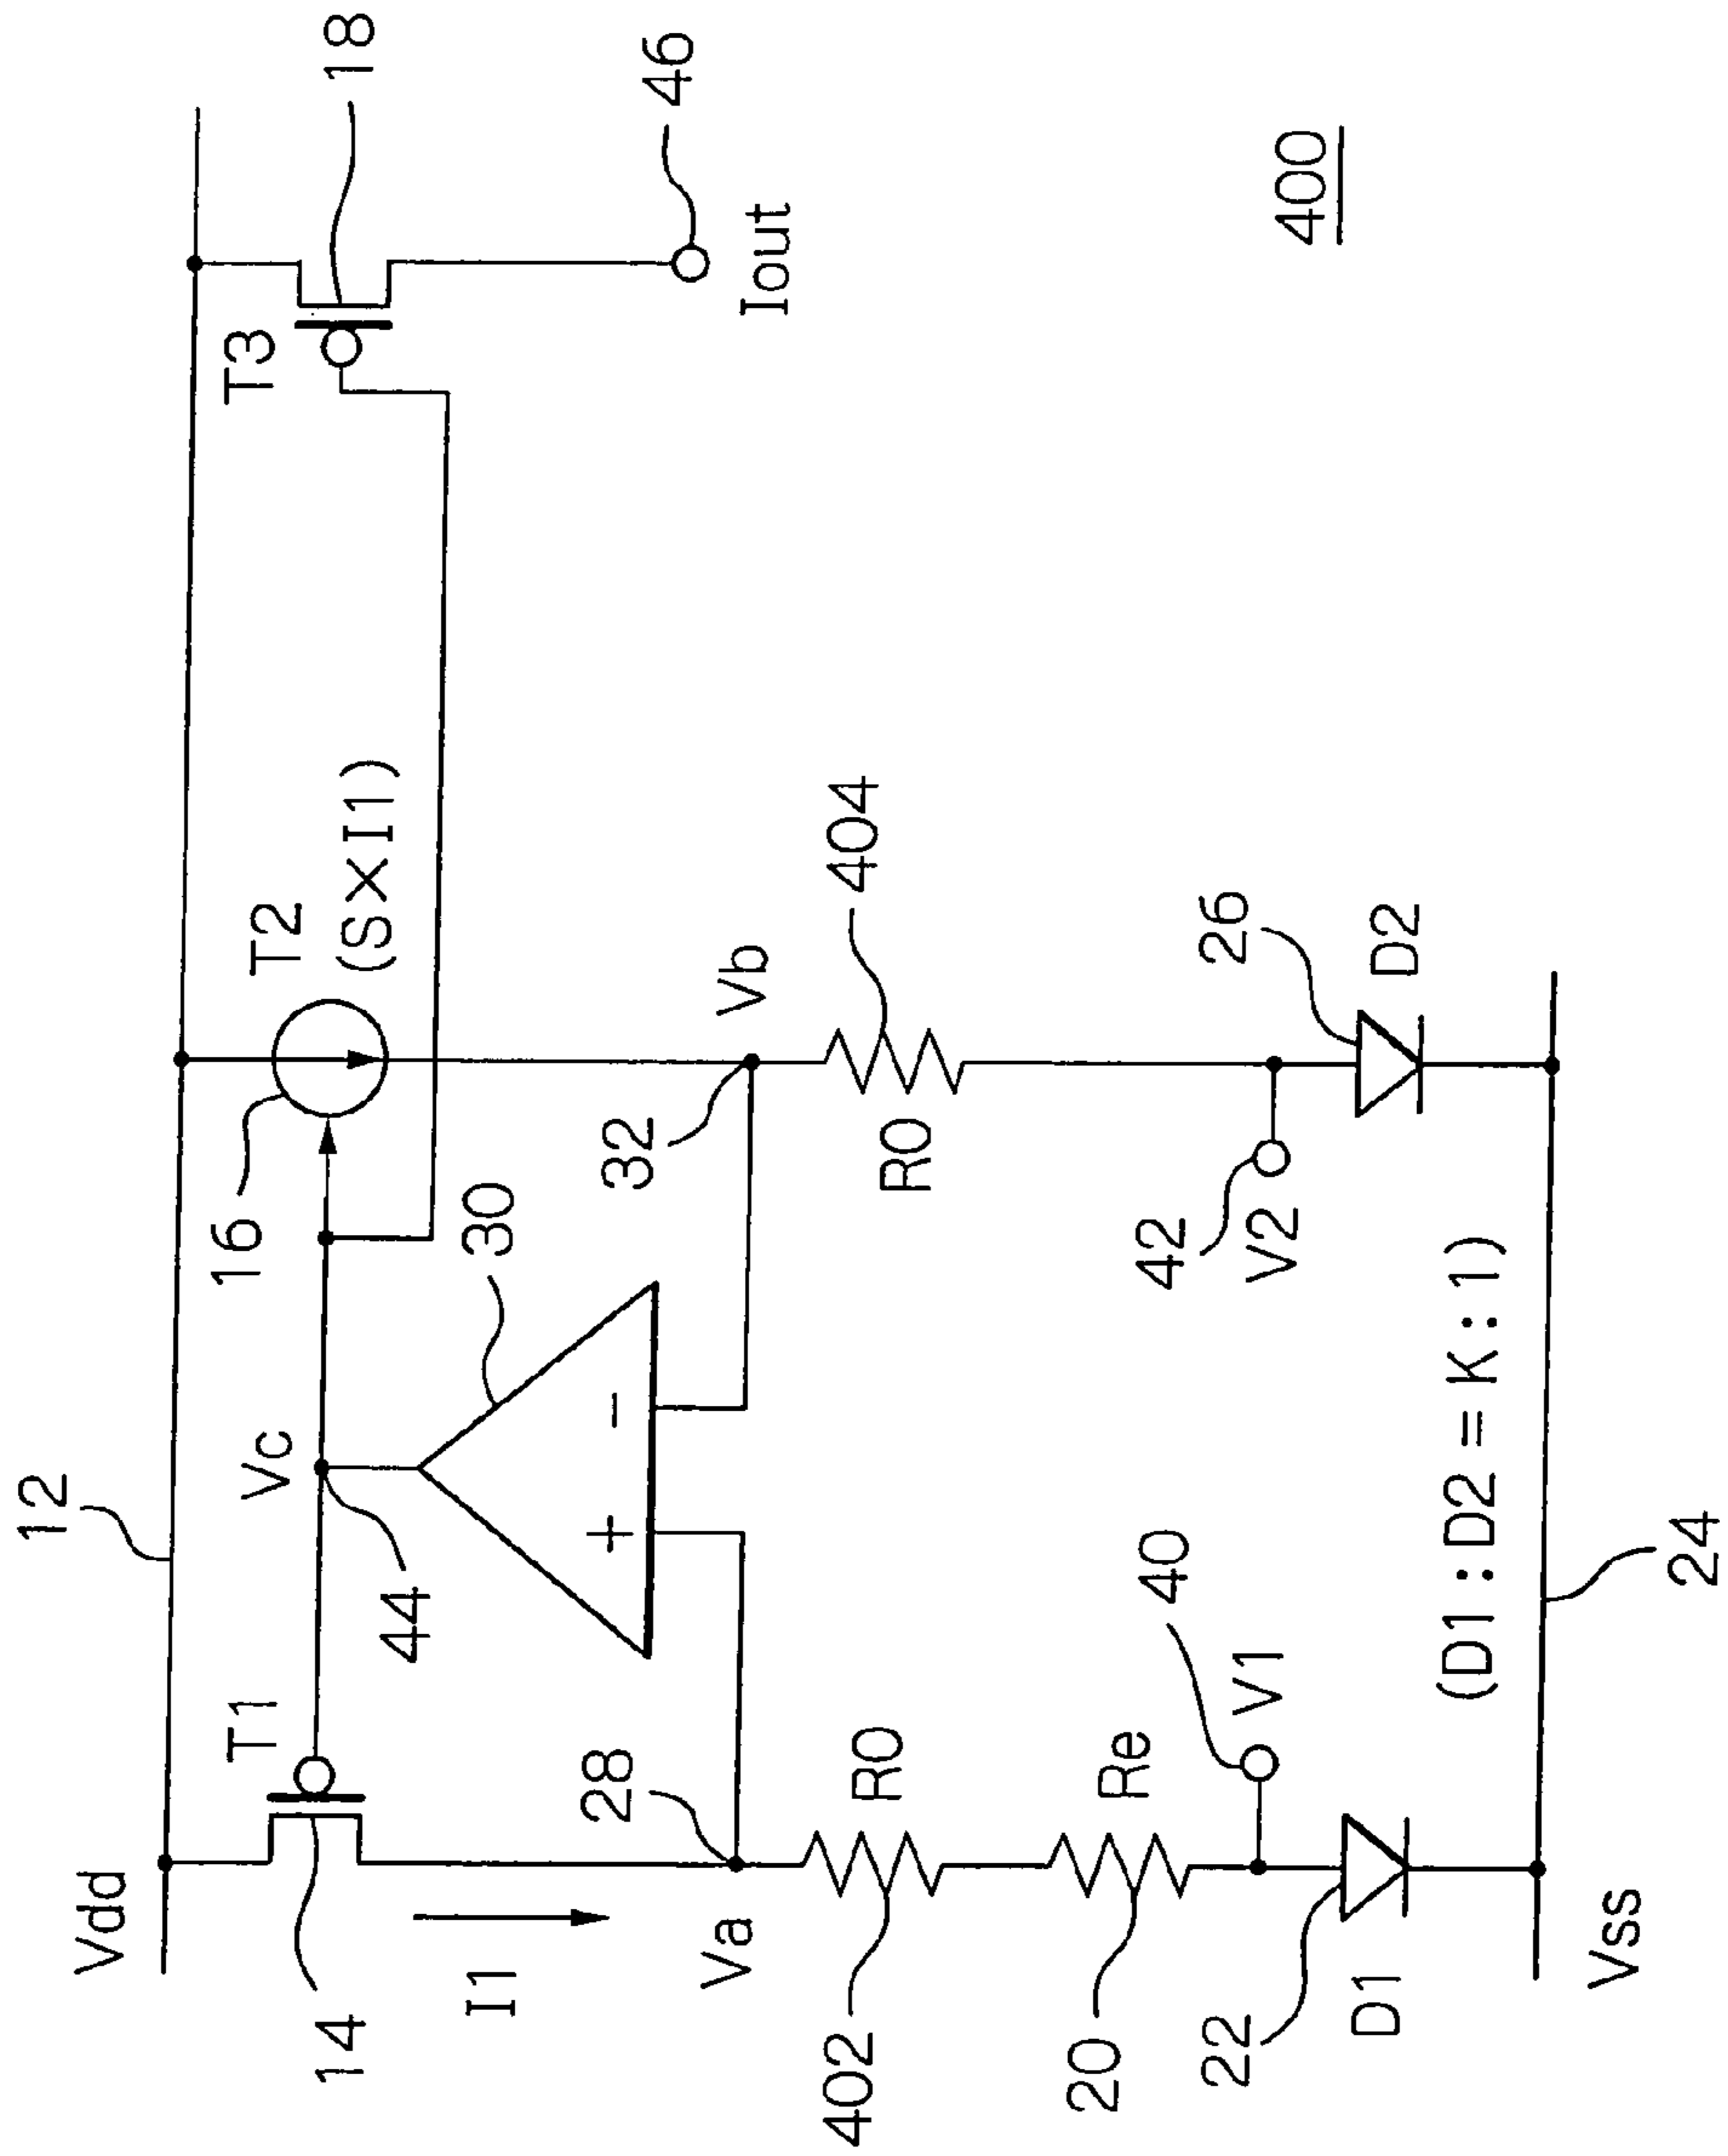 12
Vdd
T1
14
Vc
44
16
T2
(S×I1)
T3
18
I1
30
+
-
46
Iout
28
Va
32
Vb
402
R0
R0
404
20
Re
40
V1
42
V2
22
D1
26
D2
(D1:D2=K:1)
Vss
24
400